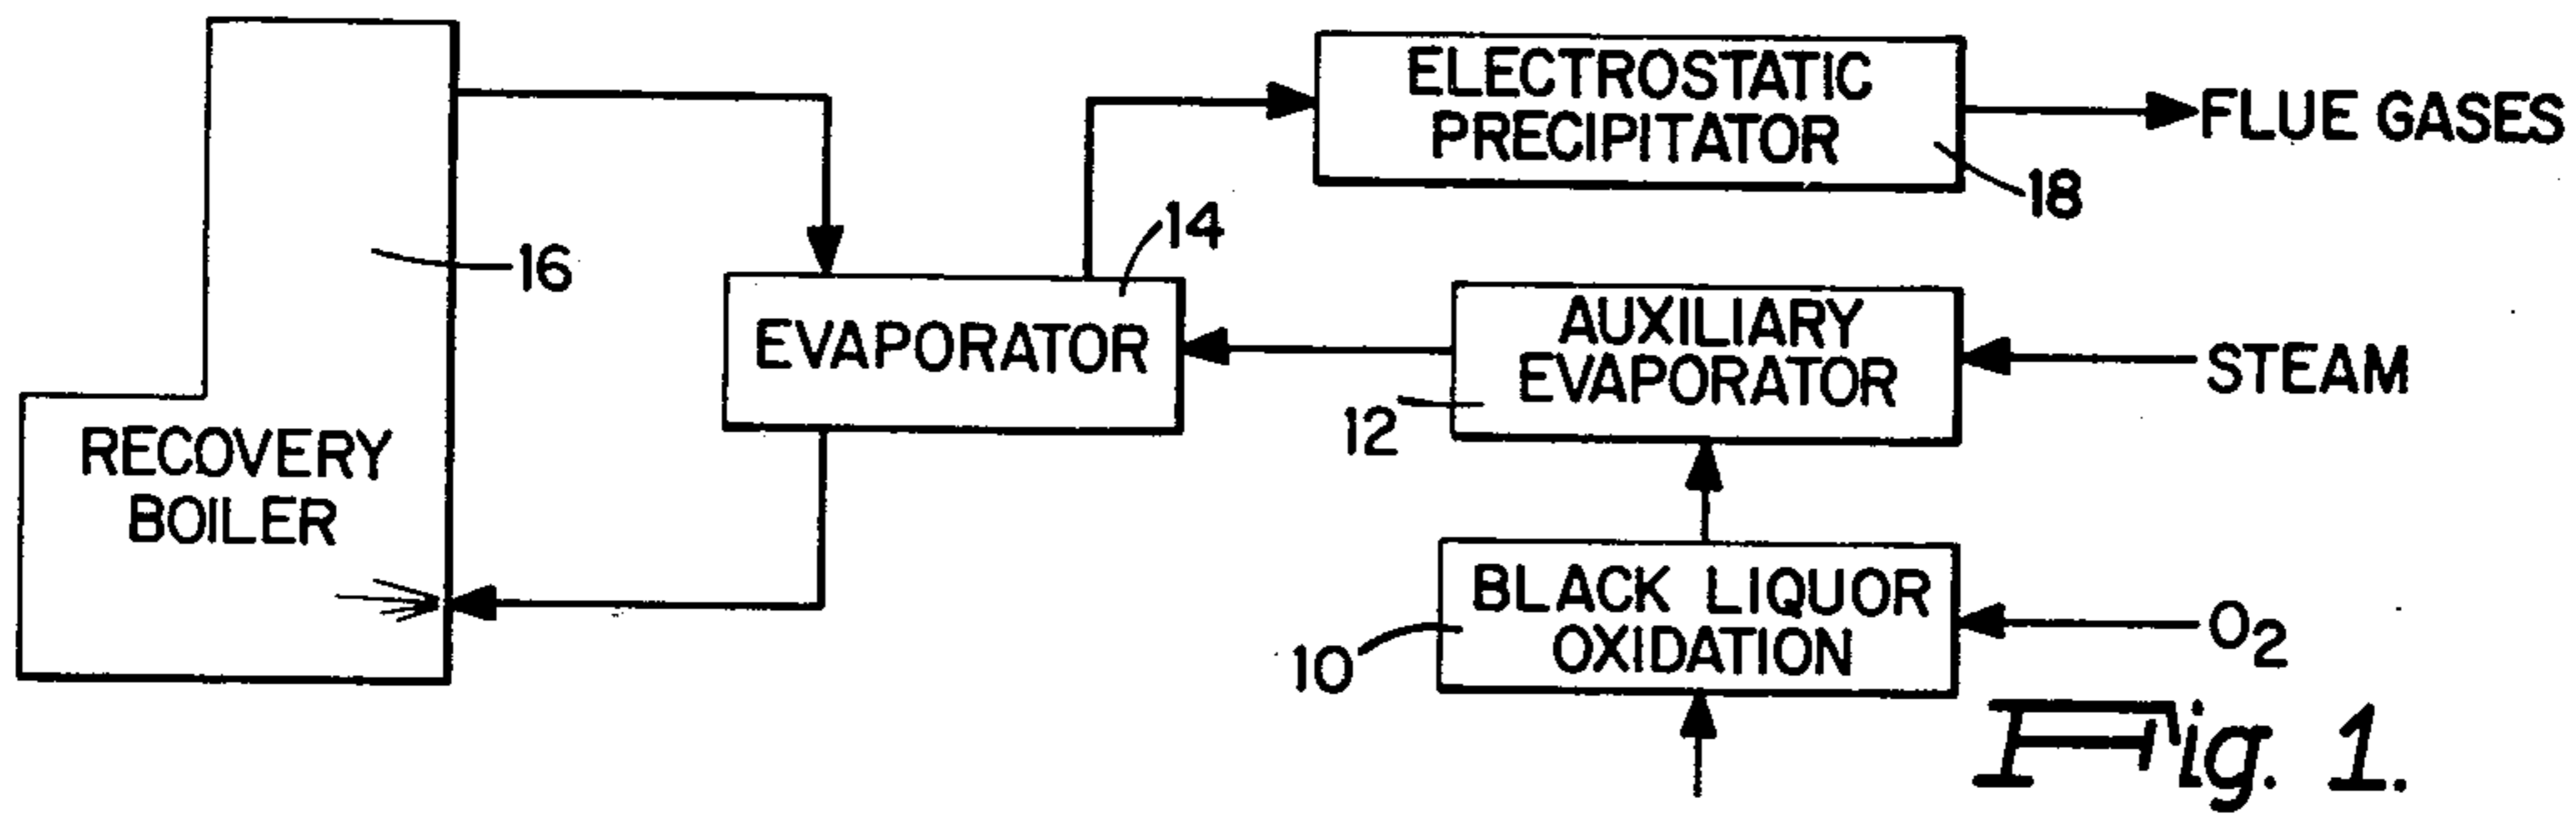 ELECTROSTATIC
PRECIPITATOR
FLUE GASES
18
14
16
EVAPORATOR
AUXILIARY
EVAPORATOR
STEAM
12
RECOVERY
BOILER
BLACK LIQUOR
OXIDATION
O2
10
Fig. 1.